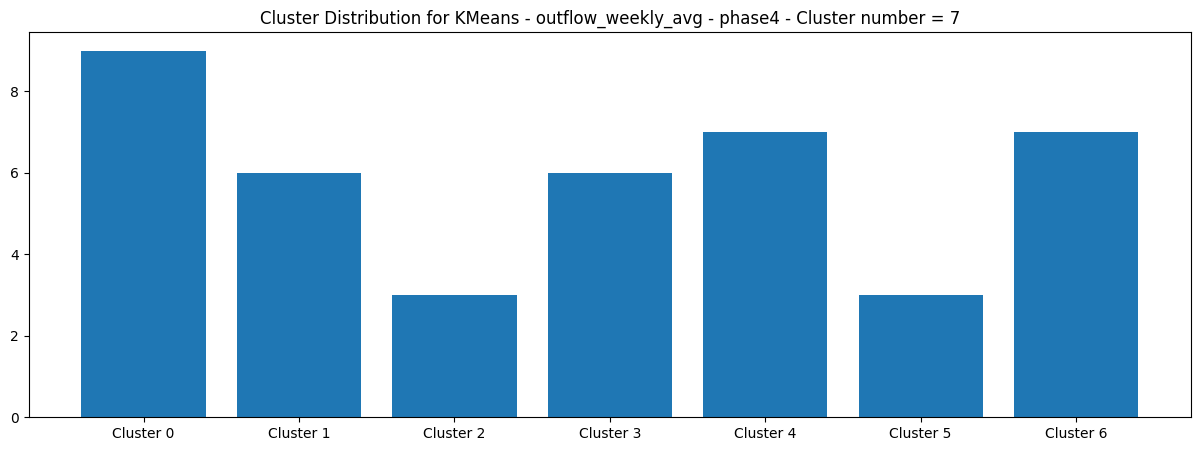 Cluster Distribution for KMeans - outflow_weekly_avg - phase4 - Cluster number = 7
8
6
4
2
0
Cluster 0 Cluster 1 Cluster 2 Cluster 3 Cluster 4 Cluster 5 Cluster 6